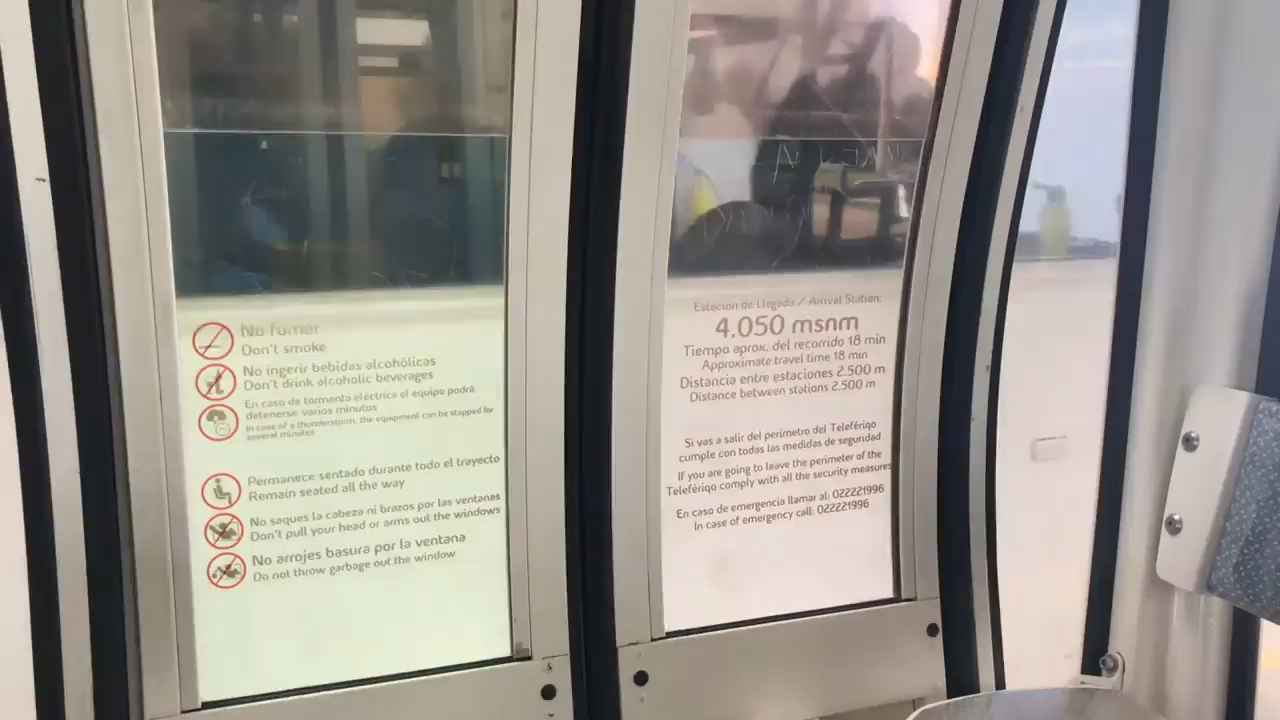 No fumar
Don't smoke
No ingerir bebidas alcohólicas
Don't drink alcoholic beverages
En caso de tormenta eléctrica el equipo podrá
detenerse varios minutos
In case of a thunderstorm, the equipment can be stopped for
several minutes
Permanece sentado durante todo el trayecto
Remain seated all the way
No saques la cabeza ni brazos por las ventanas
Don't pull your head or arms out the windows
No arrojes basura por la ventana
Do not throw garbage out the window
Estación de Llegada / Arrival Station:
4.050 msnm
Tiempo aprox. del recorrido 18 min
Approximate travel time 18 min
Distancia entre estaciones 2.500 m
Distance between stations 2.500 m
Si vas a salir del perímetro del Teleférico
cumple con todas las medidas de seguridad
If you are going to leave the perimeter of the
Teleférico comply with all the security measures
En caso de emergencia llamar al: 022221996
In case of emergency call: 022221996